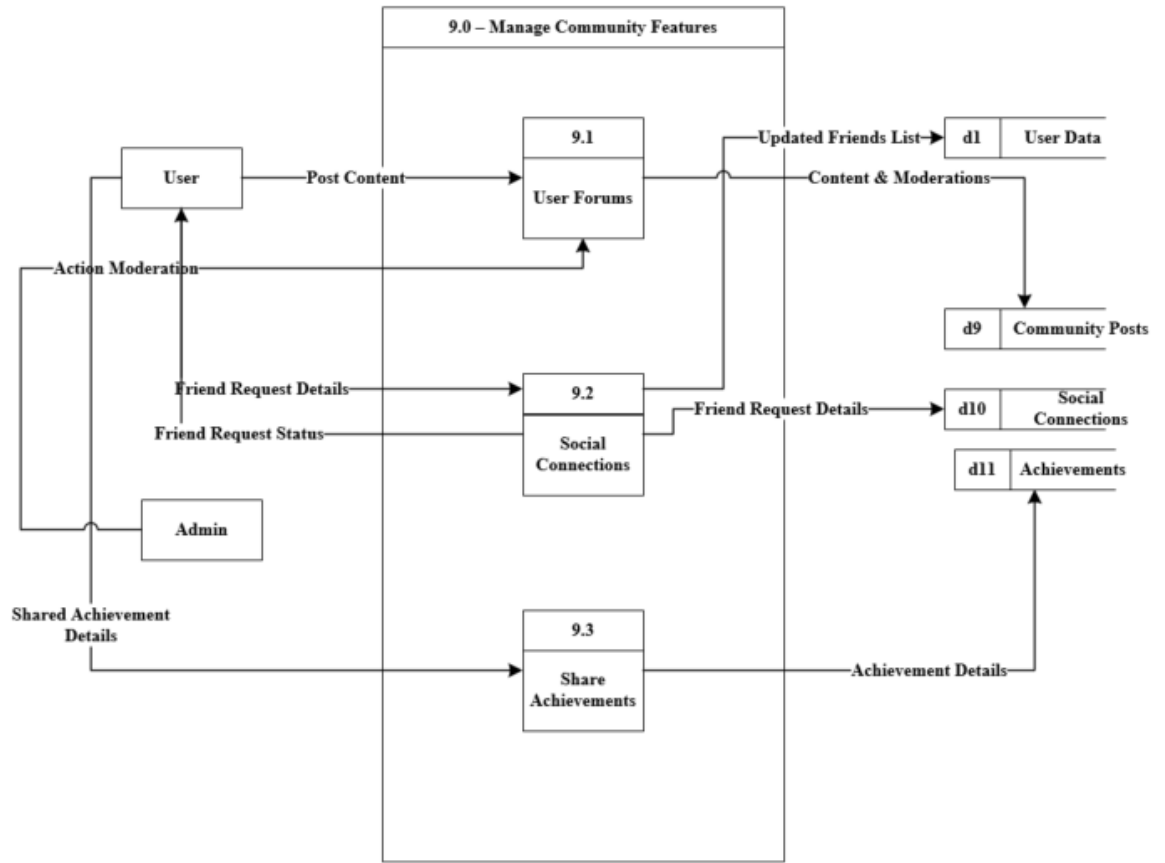 9.0 – Manage Community Features
9.1
User Forums
User
Post Content
Updated Friends List
d1
User Data
Content & Moderations
Action Moderation
d9
Community Posts
Friend Request Details
9.2
Social
Connections
Friend Request Details
d10
Social
Connections
Friend Request Status
d11
Achievements
Admin
Shared Achievement
Details
9.3
Share
Achievements
Achievement Details